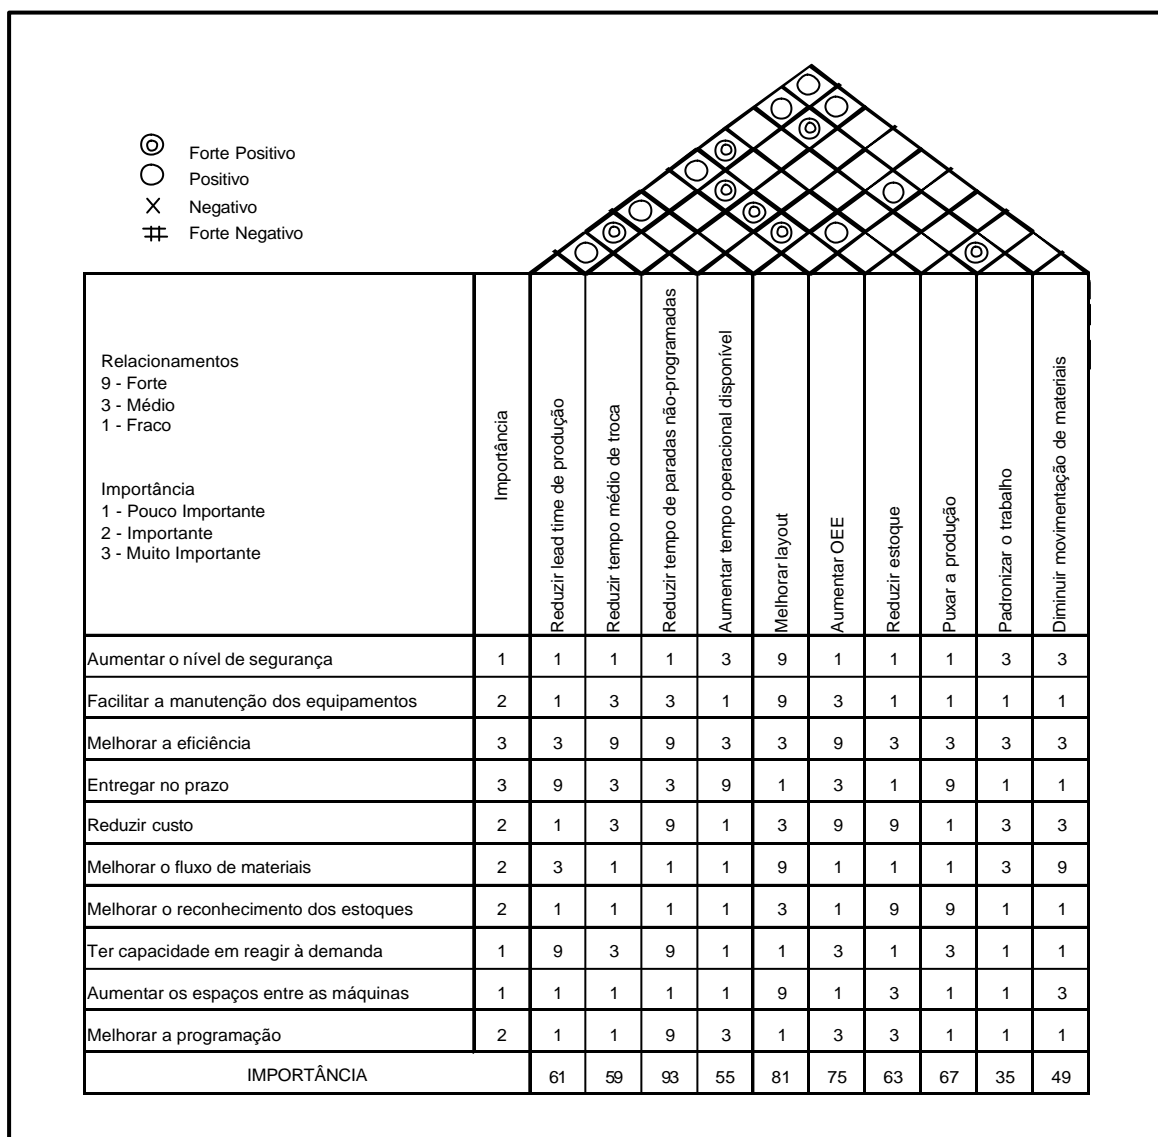 Forte Positivo
Positivo
Negativo
Forte Negativo
Relacionamentos
9 - Forte
3 - Médio
1 - Fraco
Importância
1 - Pouco Importante
2 - Importante
3 - Muito Importante
Importância
Reduzir lead time de produção
Reduzir tempo médio de troca
Reduzir tempo de paradas não-programadas
Aumentar tempo operacional disponível
Melhorar layout
Aumentar OEE
Reduzir estoque
Puxar a produção
Padronizar o trabalho
Diminuir movimentação de materiais
Aumentar o nível de segurança 1 1 1 1 3 9 1 1 1 3 3
Facilitar a manutenção dos equipamentos 2 1 3 3 1 9 3 1 1 1 1
Melhorar a eficiência 3 3 9 9 3 3 9 3 3 3 3
Entregar no prazo 3 9 3 3 9 1 3 1 9 1 1
Reduzir custo 2 1 3 9 1 3 9 9 1 3 3
Melhorar o fluxo de materiais 2 3 1 1 1 9 1 1 1 3 9
Melhorar o reconhecimento dos estoques 2 1 1 1 1 3 1 9 9 1 1
Ter capacidade em reagir à demanda 1 9 3 9 1 1 3 1 3 1 1
Aumentar os espaços entre as máquinas 1 1 1 1 1 9 1 3 1 1 3
Melhorar a programação 2 1 1 9 3 1 3 3 1 1 1
IMPORTÂNCIA 61 59 93 55 81 75 63 67 35 49